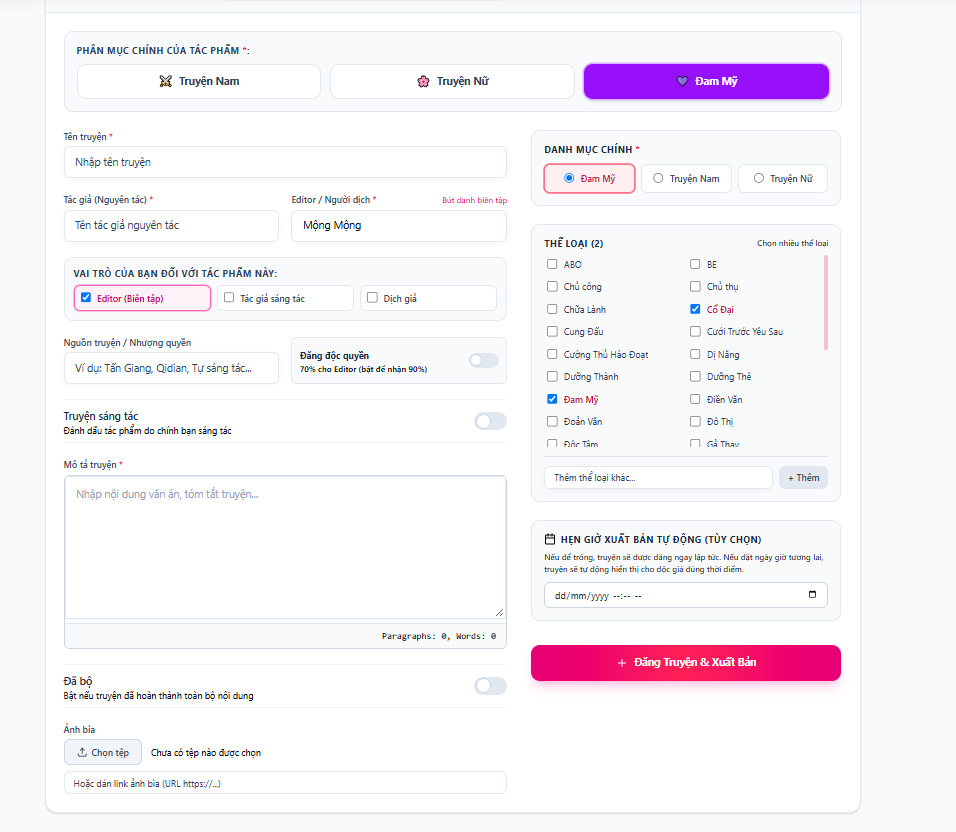 PHÂN MỤC CHÍNH CỦA TÁC PHẨM *:
Truyện Nam
Truyện Nữ
Đam Mỹ
Tên truyện *
Nhập tên truyện
Tác giả (Nguyên tác) *
Editor / Người dịch *
Bút danh biên tập
Tên tác giả nguyên tác
Mộng Mộng
VAI TRÒ CỦA BẠN ĐỐI VỚI TÁC PHẨM NÀY:
Editor (Biên tập)
Tác giả sáng tác
Dịch giả
Nguồn truyện / Nhượng quyền
Ví dụ: Tấn Giang, Qidian, Tự sáng tác...
Đăng độc quyền
70% cho Editor (bật để nhận 90%)
Truyện sáng tác
Đánh dấu tác phẩm do chính bạn sáng tác
Mô tả truyện *
Nhập nội dung văn án, tóm tắt truyện...
Paragraphs: 0, Words: 0
Đã bộ
Bật nếu truyện đã hoàn thành toàn bộ nội dung
Ảnh bìa
Chọn tệp
Chưa có tệp nào được chọn
Hoặc dán link ảnh bìa (URL https://...)
DANH MỤC CHÍNH *
Đam Mỹ
Truyện Nam
Truyện Nữ
THỂ LOẠI (2)
Chọn nhiều thể loại
ABO
BE
Chủ công
Chủ thụ
Chữa Lành
Cổ Đại
Cung Đấu
Cưới Trước Yêu Sau
Cường Thủ Hào Đoạt
Dị Năng
Dưỡng Thành
Dưỡng Thê
Đam Mỹ
Điền Văn
Đoản Văn
Đô Thị
Độc Tâm
Gả Thay
Thêm thể loại khác...
+ Thêm
HẸN GIỜ XUẤT BẢN TỰ ĐỘNG (TÙY CHỌN)
Nếu để trống, truyện sẽ được đăng ngay lập tức. Nếu đặt ngày giờ tương lai,
truyện sẽ tự động hiển thị cho độc giả đúng thời điểm.
dd/mm/yyyy --:-- --
+ Đăng Truyện & Xuất Bản